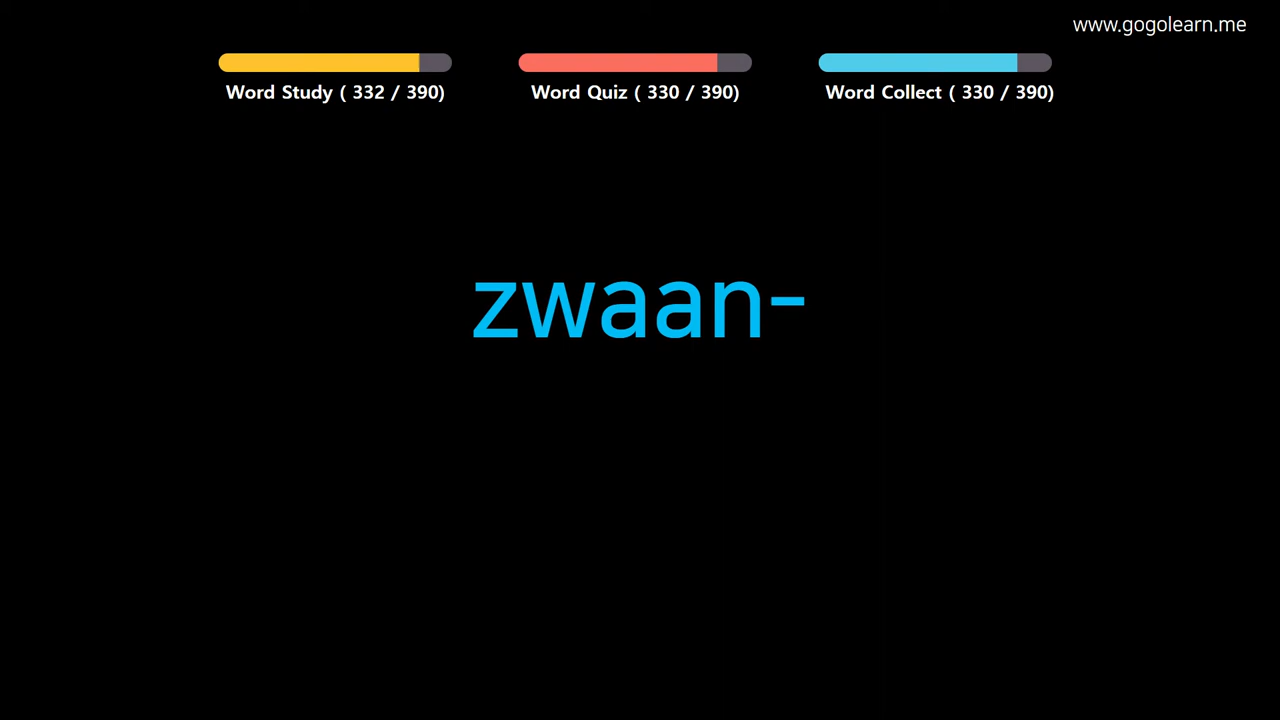 www.gogolearn.me
Word Study ( 332 / 390)
Word Quiz ( 330 / 390)
Word Collect ( 330 / 390)
zwaan-